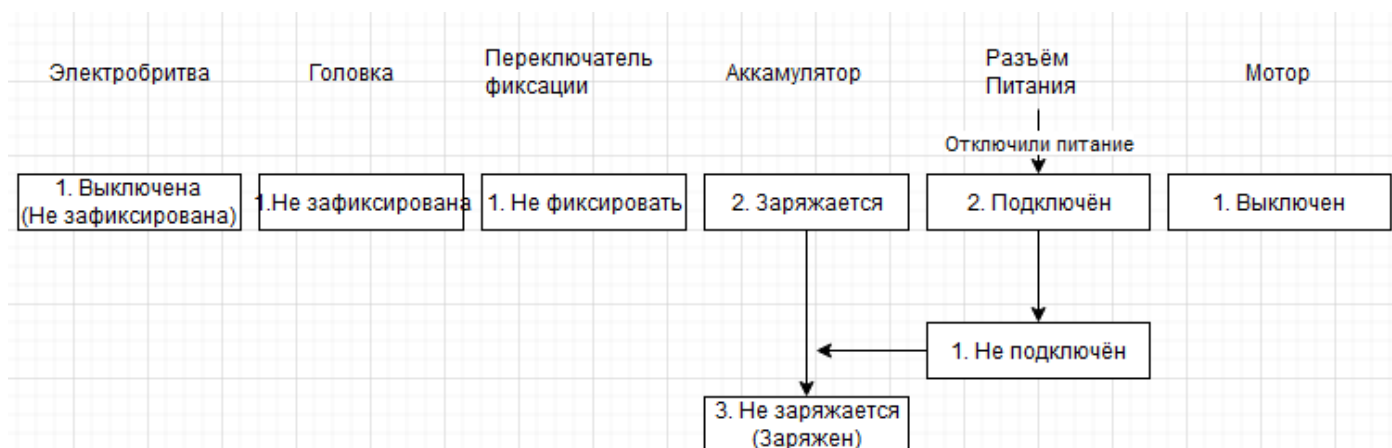 Электробритва
Головка
Переключатель
фиксации
Аккамулятор
Разъём
Питания
Мотор
Отключили питание
1. Выключена
(Не зафиксирована)
1.Не зафиксирована
1. Не фиксировать
2. Заряжается
2. Подключён
1. Выключен
1. Не подключён
3. Не заряжается
(Заряжен)